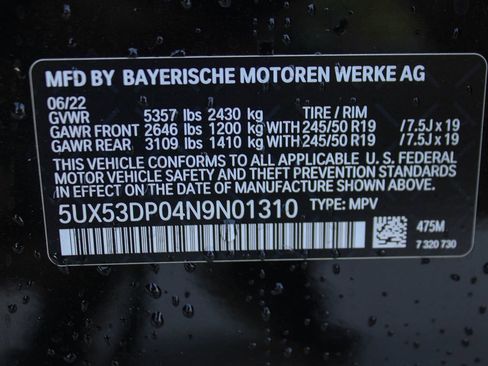 MFD BY BAYERISCHE MOTOREN WERKE AG
06/22
GVWR 5357 lbs 2430 kg TIRE / RIM
GAWR FRONT 2646 lbs 1200 kg WITH 245/50 R19 /7.5J x 19
GAWR REAR 3109 lbs 1410 kg WITH 245/50 R19 /7.5J x 19
THIS VEHICLE CONFORMS TO ALL APPLICABLE U. S. FEDERAL
MOTOR VEHICLE SAFETY AND THEFT PREVENTION STANDARDS
IN EFFECT ON THE DATE OF MANUFACTURE SHOWN ABOVE.
5UX53DP04N9N01310 TYPE: MPV
475M
7 320 730